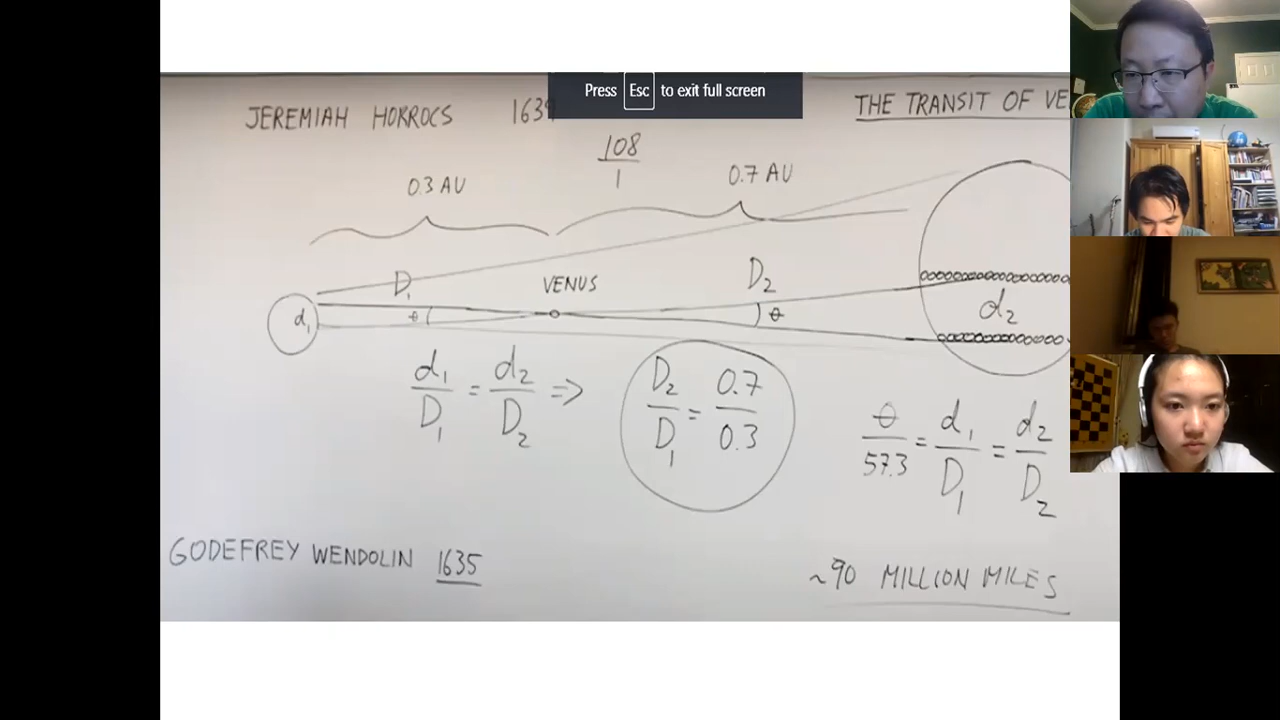 Press Esc to exit full screen
JEREMIAH HORROCS 163
THE TRANSIT OF VE
108
1
0.3 AU
0.7 AU
D1
VENUS
D2
d1
θ
θ
d2
d1/D1 = d2/D2 =>
D2/D1 = 0.7/0.3
θ/57.3 = d1/D1 = d2/D2
GODEFREY WENDOLIN 1635
~90 MILLION MILES